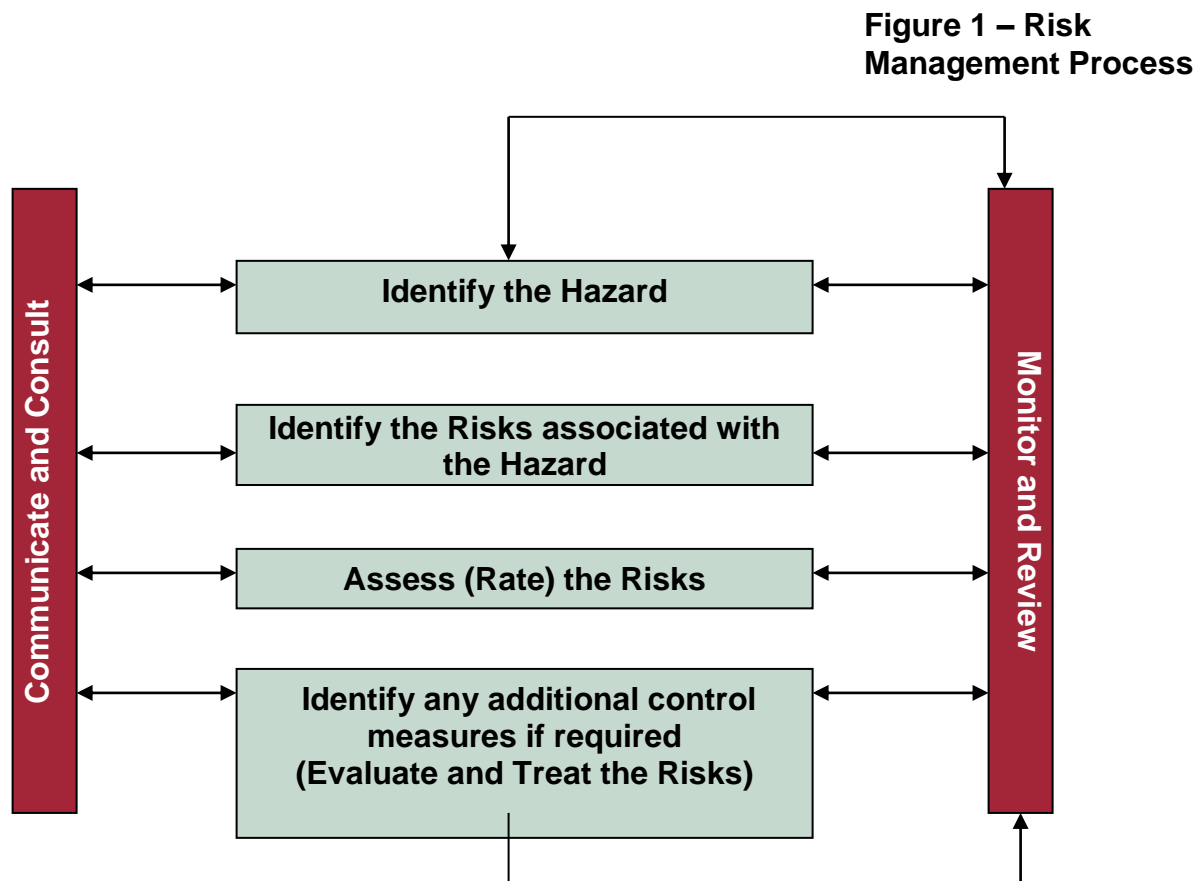 Figure 1 – Risk
Management Process
Communicate and Consult
Identify the Hazard
Identify the Risks associated with
the Hazard
Assess (Rate) the Risks
Identify any additional control
measures if required
(Evaluate and Treat the Risks)
Monitor and Review